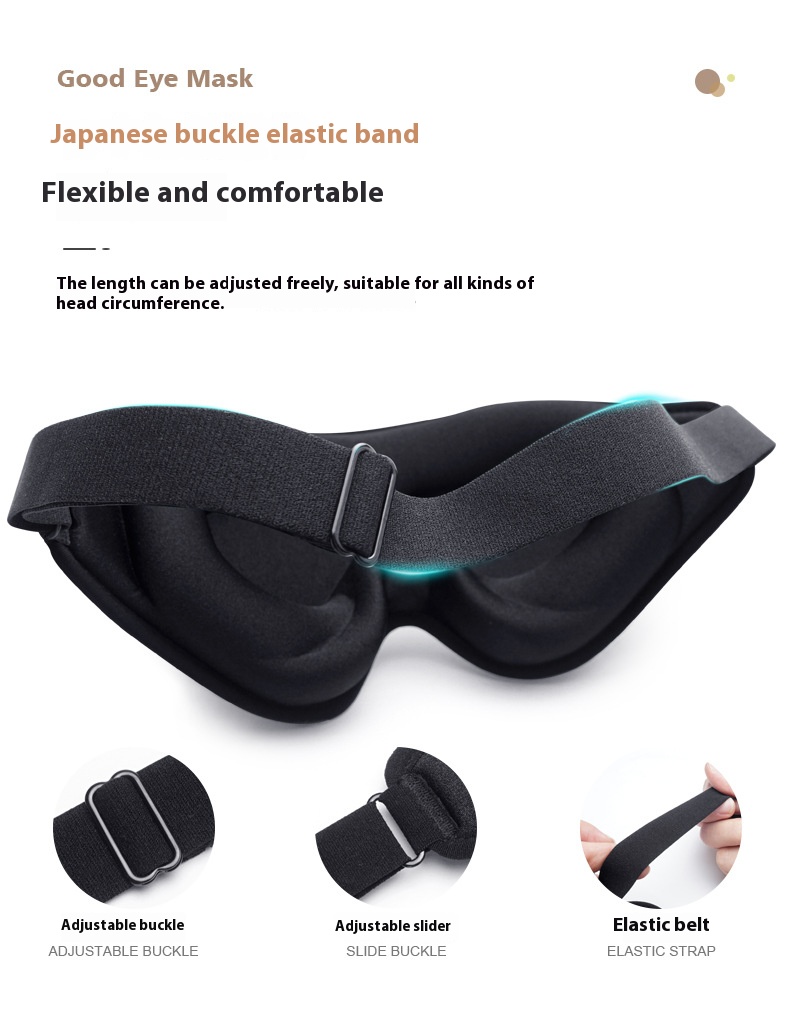 Good Eye Mask
Japanese buckle elastic band
Flexible and comfortable
The length can be adjusted freely, suitable for all kinds of
head circumference.
Adjustable buckle
ADJUSTABLE BUCKLE
Adjustable slider
SLIDE BUCKLE
Elastic belt
ELASTIC STRAP